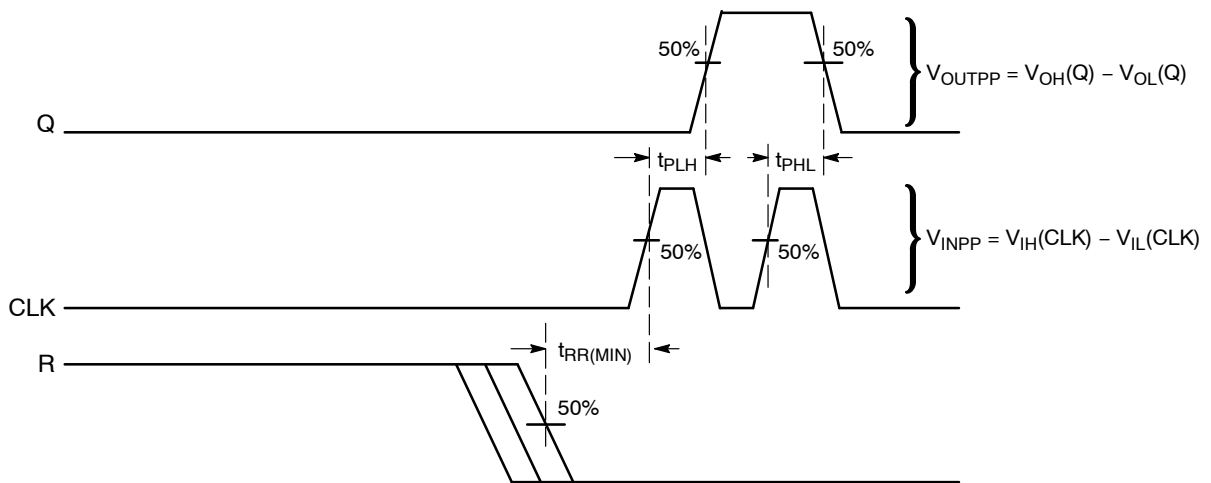 50%
50%
V_OUTPP = V_OH(Q) − V_OL(Q)
Q
t_PLH
t_PHL
50%
50%
V_INPP = V_IH(CLK) − V_IL(CLK)
CLK
t_RR(MIN)
R
50%